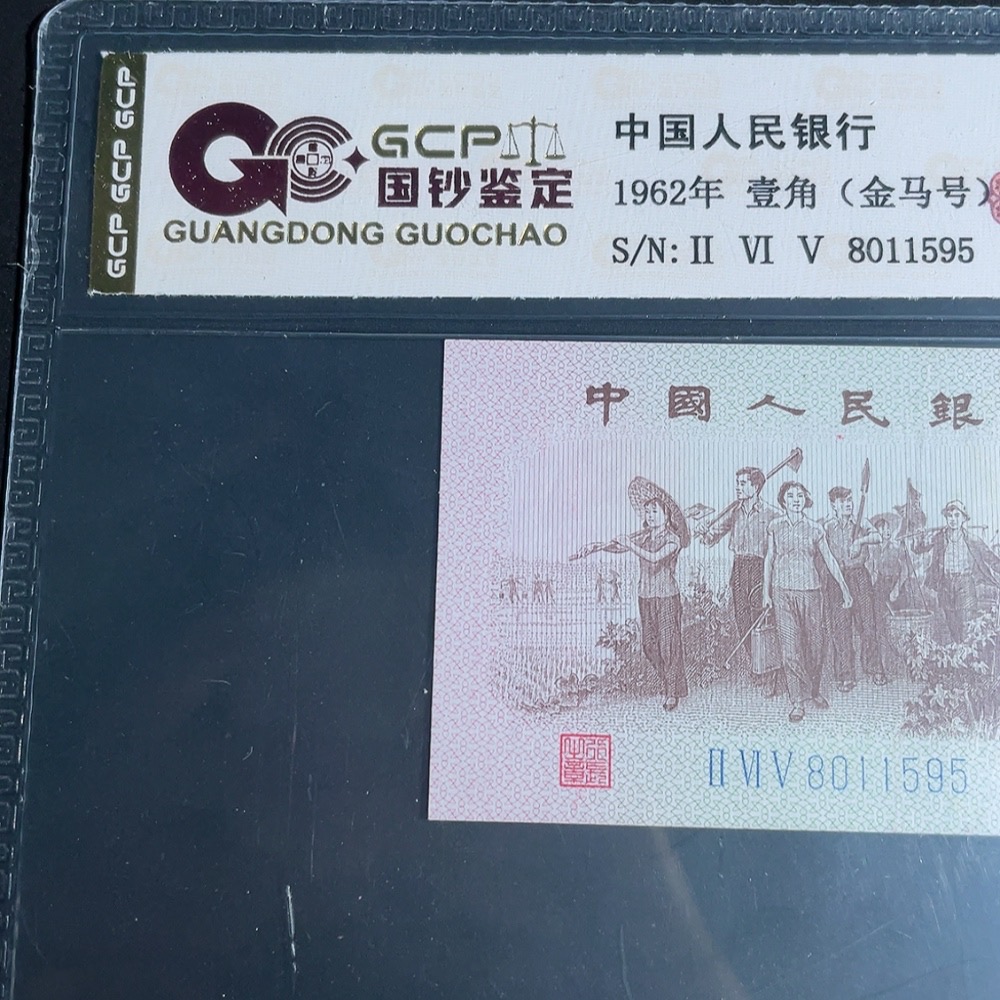 GCP GCP GCP
GCP
国钞鉴定
GUANGDONG GUOCHAO
中国人民银行
1962年 壹角（金马号）
S/N: Ⅱ Ⅵ Ⅴ 8011595
中國人民銀
Ⅱ Ⅵ Ⅴ 8011595